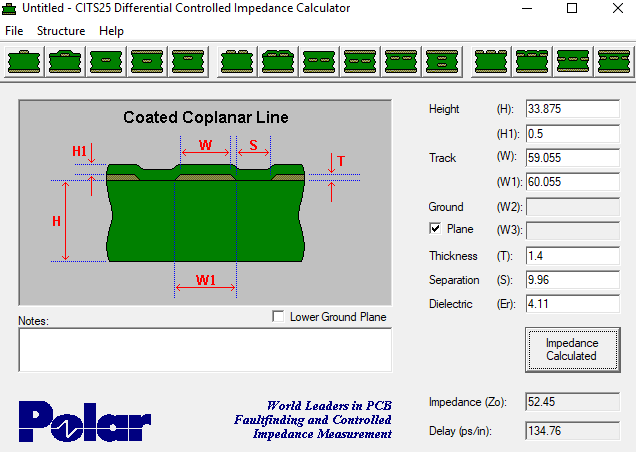 Untitled - CITS25 Differential Controlled Impedance Calculator
File Structure Help
Coated Coplanar Line
H1
W
S
T
H
W1
Lower Ground Plane
Notes:
Height (H): 33.875
(H1): 0.5
Track (W): 59.055
(W1): 60.055
Ground (W2):
Plane (W3):
Thickness (T): 1.4
Separation (S): 9.96
Dielectric (Er): 4.11
Impedance
Calculated
Polar
World Leaders in PCB
Faultfinding and Controlled
Impedance Measurement
Impedance (Zo): 52.45
Delay (ps/in): 134.76